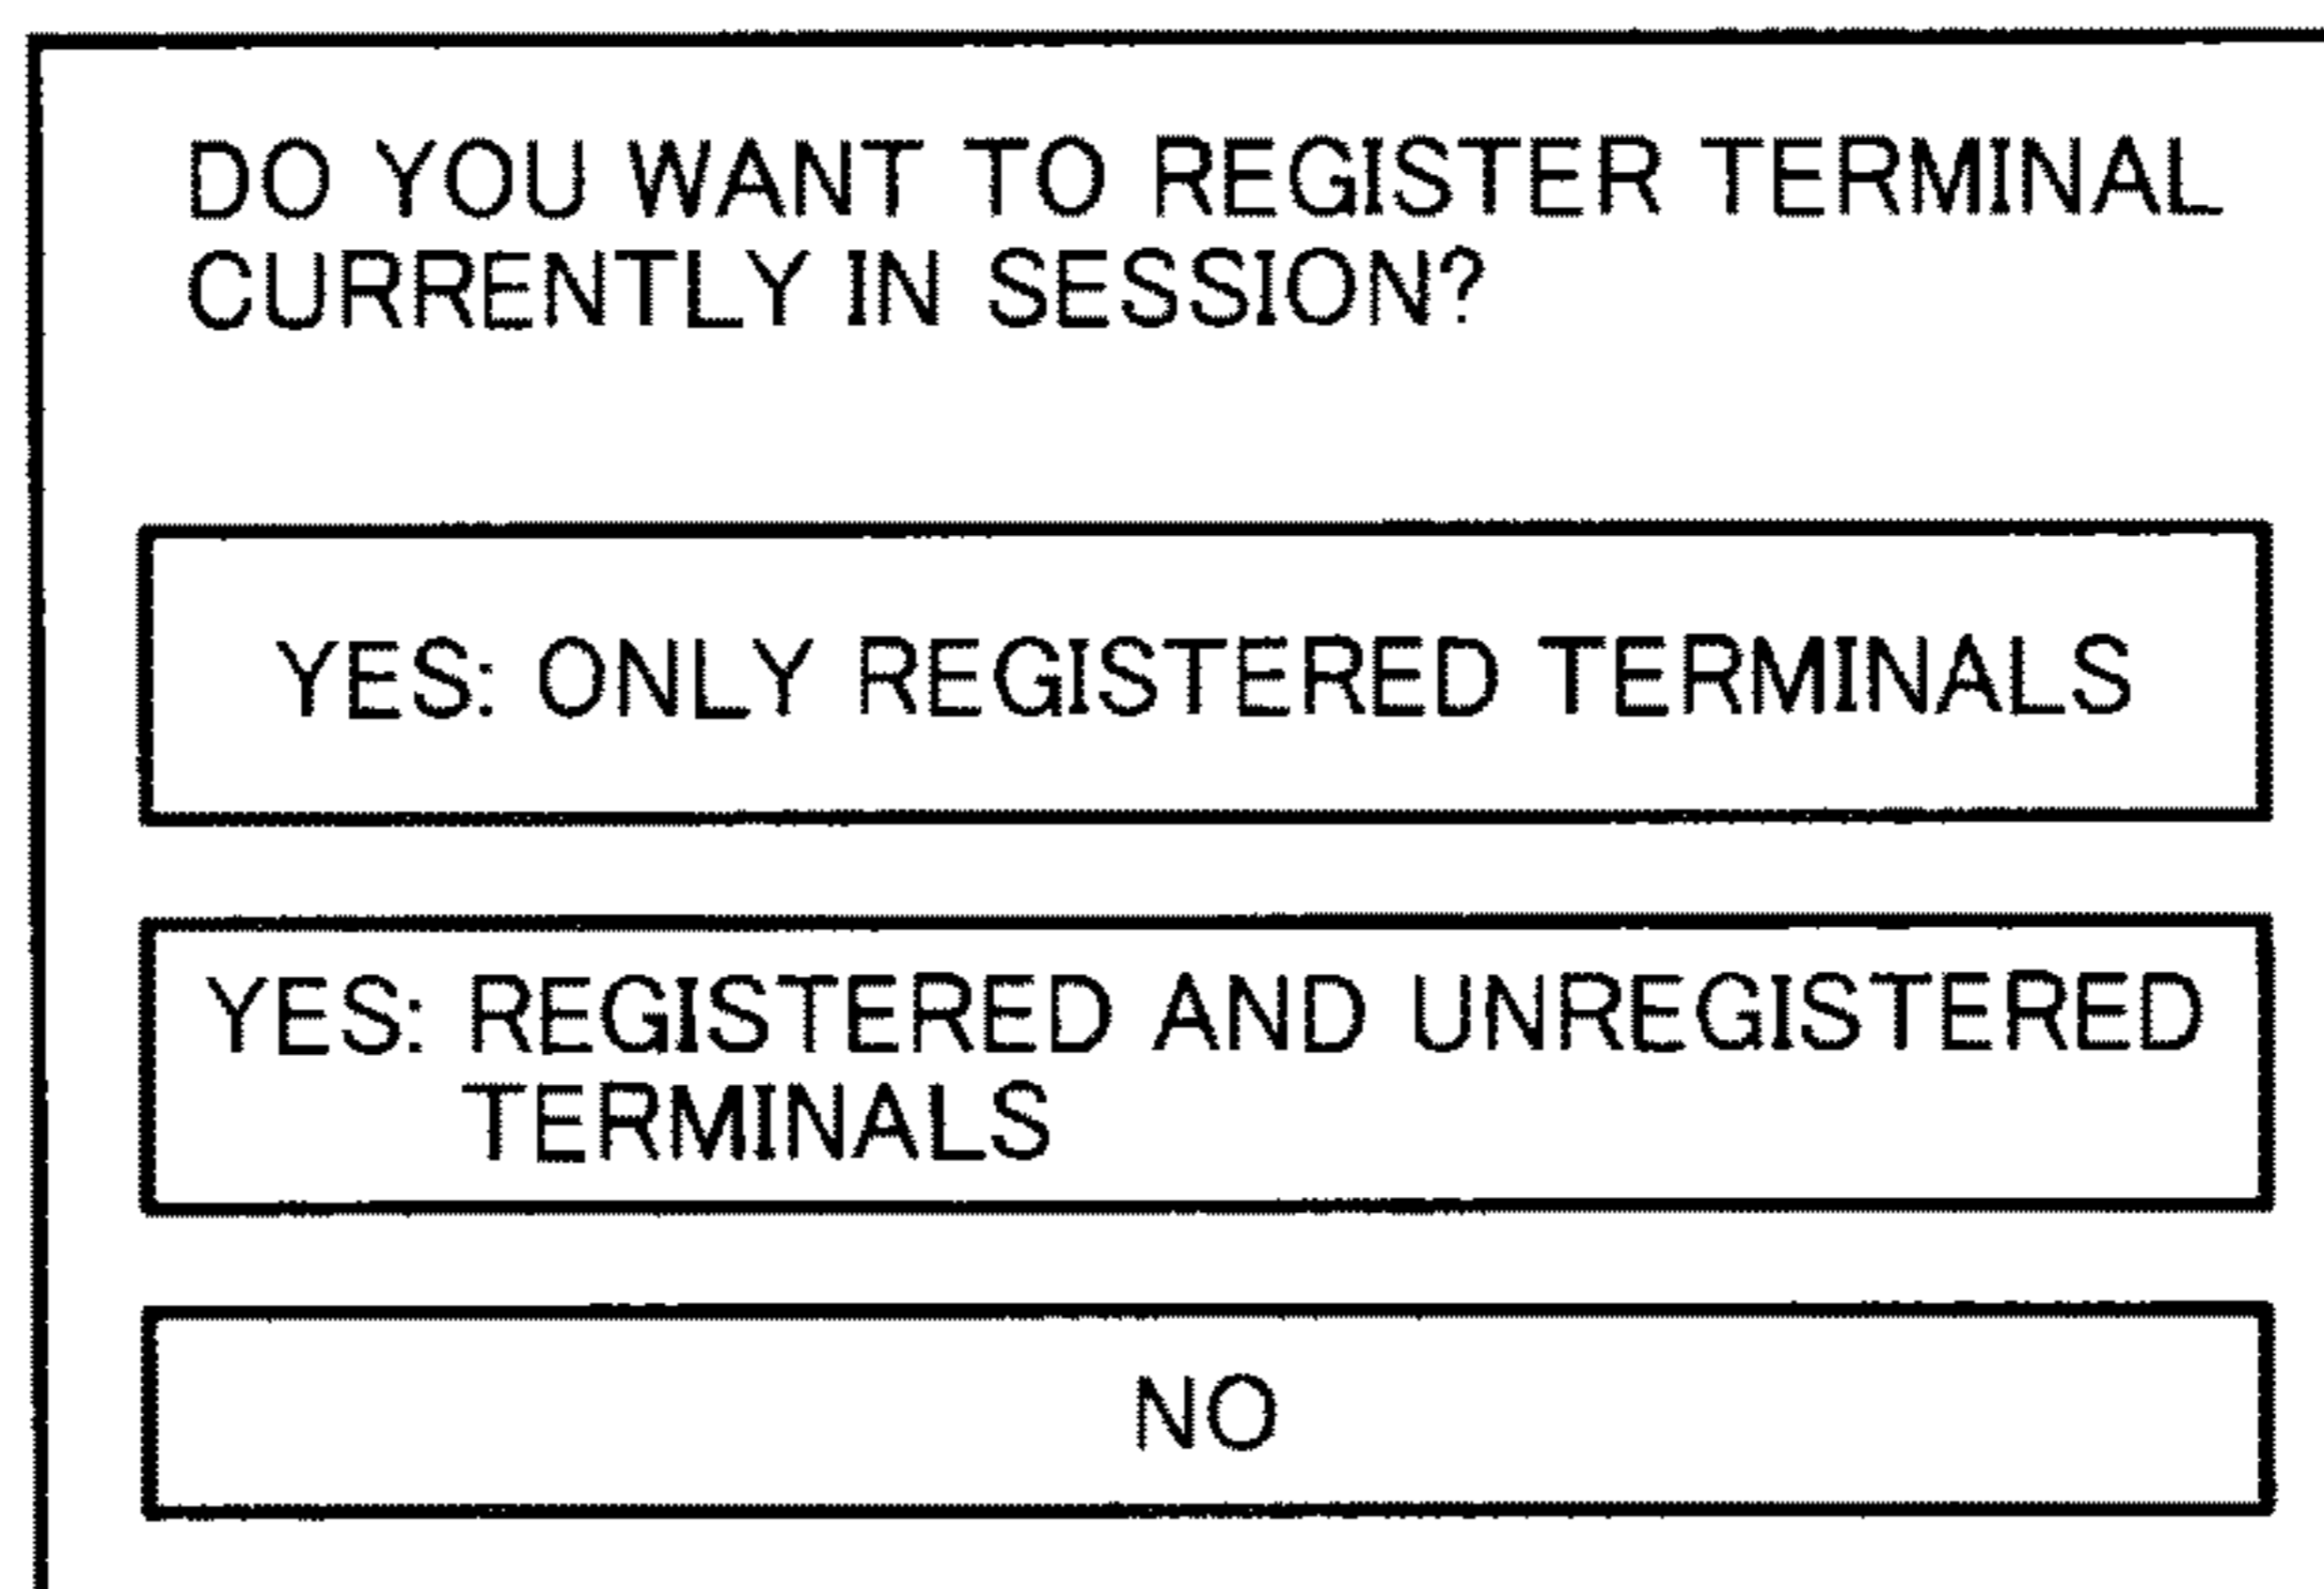 DO YOU WANT TO REGISTER TERMINAL
CURRENTLY IN SESSION?
YES: ONLY REGISTERED TERMINALS
YES: REGISTERED AND UNREGISTERED
TERMINALS
NO